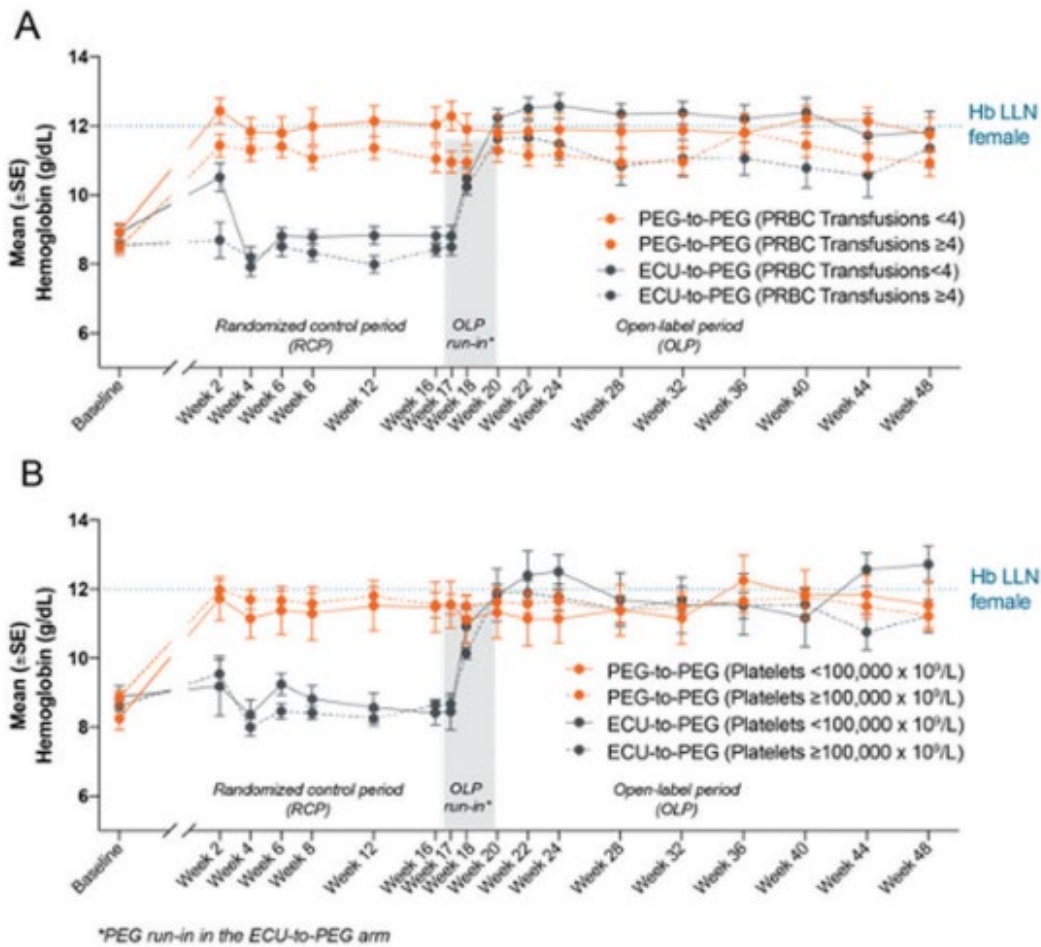 A
14
12
10
8
6
Mean (±SE)
Hemoglobin (g/dL)
Hb LLN
female
PEG-to-PEG (PRBC Transfusions <4)
PEG-to-PEG (PRBC Transfusions ≥4)
ECU-to-PEG (PRBC Transfusions<4)
ECU-to-PEG (PRBC Transfusions ≥4)
Randomized control period
(RCP)
OLP
run-in*
Open-label period
(OLP)
Baseline
Week 2
Week 4
Week 6
Week 8
Week 12
Week 16
Week 17
Week 18
Week 20
Week 22
Week 24
Week 28
Week 32
Week 36
Week 40
Week 44
Week 48
B
14
12
10
8
6
Mean (±SE)
Hemoglobin (g/dL)
Hb LLN
female
PEG-to-PEG (Platelets <100,000 x 10⁹/L)
PEG-to-PEG (Platelets ≥100,000 x 10⁹/L)
ECU-to-PEG (Platelets <100,000 x 10⁹/L)
ECU-to-PEG (Platelets ≥100,000 x 10⁹/L)
Randomized control period
(RCP)
OLP
run-in*
Open-label period
(OLP)
Baseline
Week 2
Week 4
Week 6
Week 8
Week 12
Week 16
Week 17
Week 18
Week 20
Week 22
Week 24
Week 28
Week 32
Week 36
Week 40
Week 44
Week 48
*PEG run-in in the ECU-to-PEG arm